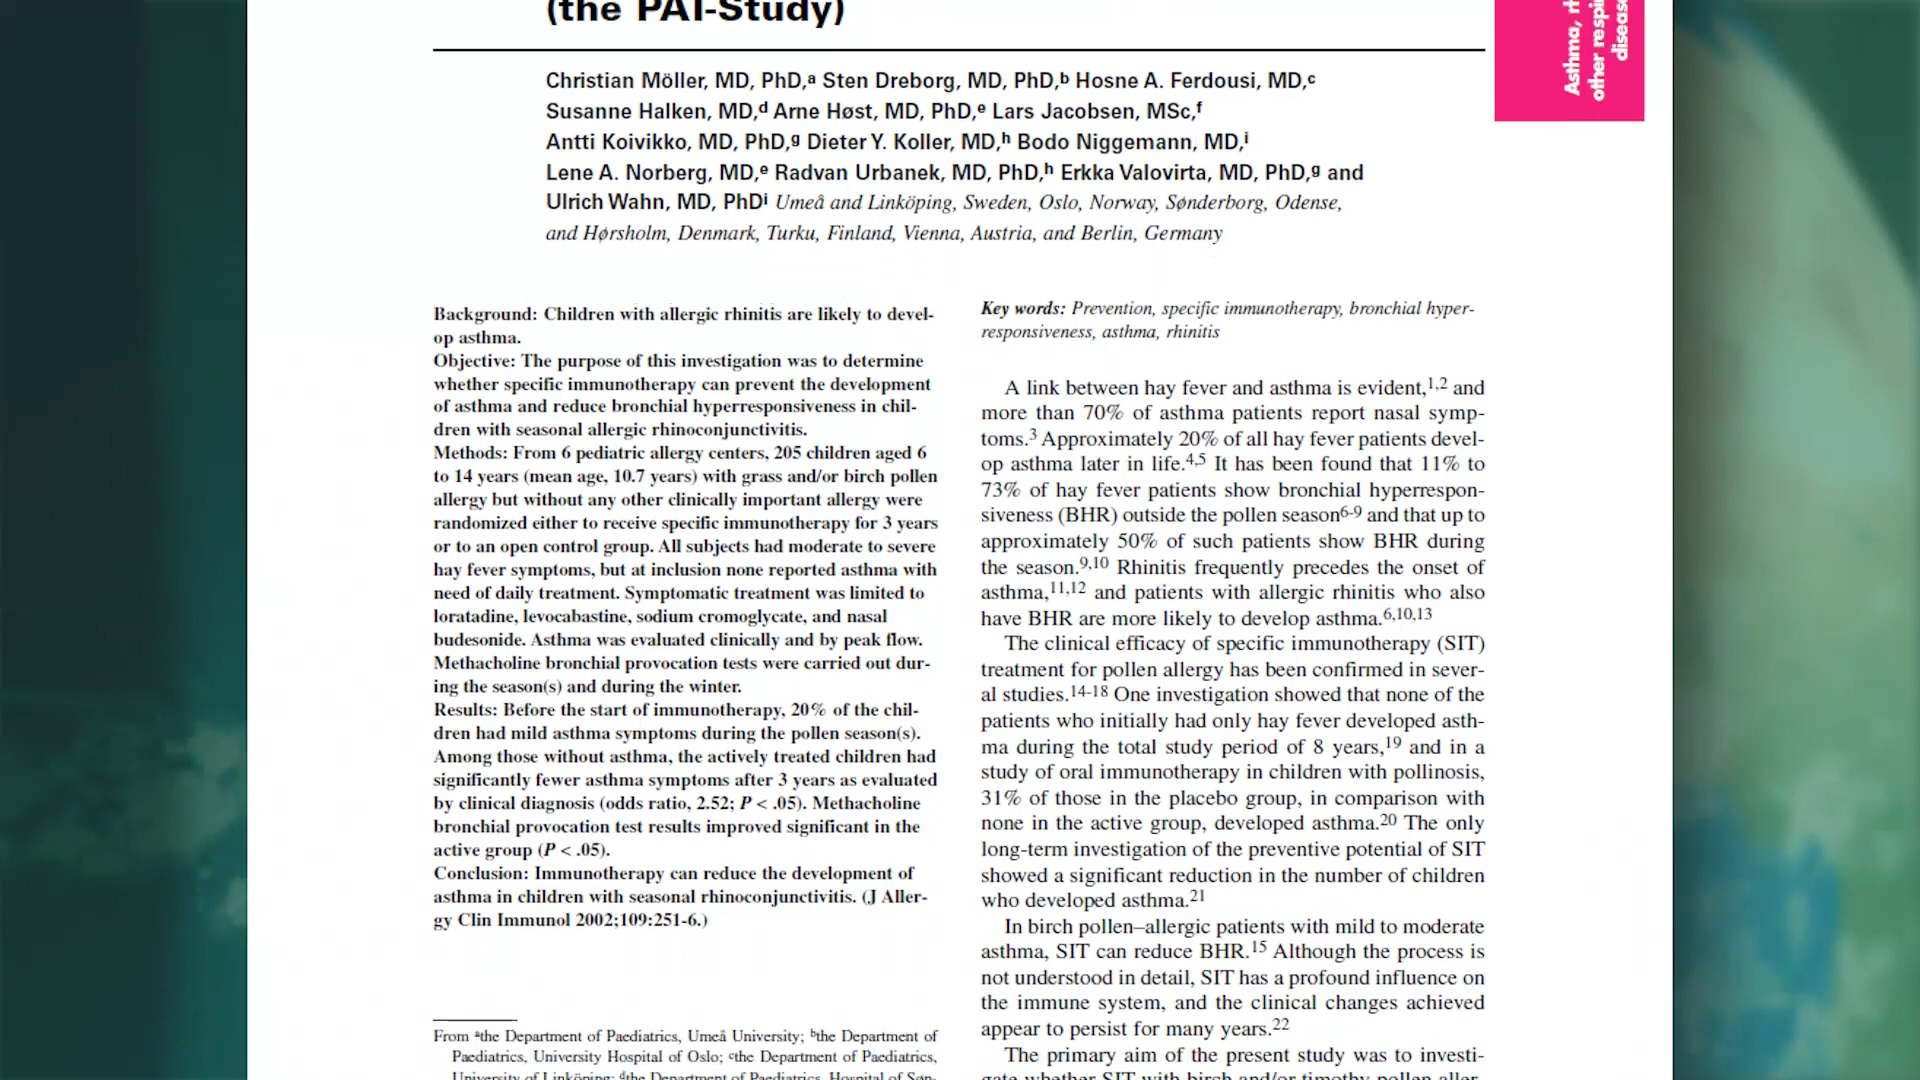 (the PAT-Study)
Asthma,
other
disease
Christian Möller, MD, PhD,a Sten Dreborg, MD, PhD,b Hosne A. Ferdousi, MD,c
Susanne Halken, MD,d Arne Høst, MD, PhD,e Lars Jacobsen, MSc,f
Antti Koivikko, MD, PhD,g Dieter Y. Koller, MD,h Bodo Niggemann, MD,i
Lene A. Norberg, MD,e Radvan Urbanek, MD, PhD,h Erkka Valovirta, MD, PhD,g and
Ulrich Wahn, MD, PhDi Umeå and Linköping, Sweden, Oslo, Norway, Sønderborg, Odense,
and Hørsholm, Denmark, Turku, Finland, Vienna, Austria, and Berlin, Germany
Background: Children with allergic rhinitis are likely to devel-
op asthma.
Objective: The purpose of this investigation was to determine
whether specific immunotherapy can prevent the development
of asthma and reduce bronchial hyperresponsiveness in chil-
dren with seasonal allergic rhinoconjunctivitis.
Methods: From 6 pediatric allergy centers, 205 children aged 6
to 14 years (mean age, 10.7 years) with grass and/or birch pollen
allergy but without any other clinically important allergy were
randomized either to receive specific immunotherapy for 3 years
or to an open control group. All subjects had moderate to severe
hay fever symptoms, but at inclusion none reported asthma with
need of daily treatment. Symptomatic treatment was limited to
loratadine, levocabastine, sodium cromoglycate, and nasal
budesonide. Asthma was evaluated clinically and by peak flow.
Methacholine bronchial provocation tests were carried out dur-
ing the season(s) and during the winter.
Results: Before the start of immunotherapy, 20% of the chil-
dren had mild asthma symptoms during the pollen season(s).
Among those without asthma, the actively treated children had
significantly fewer asthma symptoms after 3 years as evaluated
by clinical diagnosis (odds ratio, 2.52; P < .05). Methacholine
bronchial provocation test results improved significant in the
active group (P < .05).
Conclusion: Immunotherapy can reduce the development of
asthma in children with seasonal rhinoconjunctivitis. (J Aller-
gy Clin Immunol 2002;109:251-6.)
From athe Department of Paediatrics, Umeå University; bthe Department of
Paediatrics, University Hospital of Oslo; cthe Department of Paediatrics,
University of Linköping; dthe Department of Paediatrics, Hospital of Søn-
Key words: Prevention, specific immunotherapy, bronchial hyper-
responsiveness, asthma, rhinitis
A link between hay fever and asthma is evident,1,2 and
more than 70% of asthma patients report nasal symp-
toms.3 Approximately 20% of all hay fever patients devel-
op asthma later in life.4,5 It has been found that 11% to
73% of hay fever patients show bronchial hyperrespon-
siveness (BHR) outside the pollen season6-9 and that up to
approximately 50% of such patients show BHR during
the season.9,10 Rhinitis frequently precedes the onset of
asthma,11,12 and patients with allergic rhinitis who also
have BHR are more likely to develop asthma.6,10,13
The clinical efficacy of specific immunotherapy (SIT)
treatment for pollen allergy has been confirmed in sever-
al studies.14-18 One investigation showed that none of the
patients who initially had only hay fever developed asth-
ma during the total study period of 8 years,19 and in a
study of oral immunotherapy in children with pollinosis,
31% of those in the placebo group, in comparison with
none in the active group, developed asthma.20 The only
long-term investigation of the preventive potential of SIT
showed a significant reduction in the number of children
who developed asthma.21
In birch pollen–allergic patients with mild to moderate
asthma, SIT can reduce BHR.15 Although the process is
not understood in detail, SIT has a profound influence on
the immune system, and the clinical changes achieved
appear to persist for many years.22
The primary aim of the present study was to investi-
gate whether SIT with birch and/or timothy pollen aller-